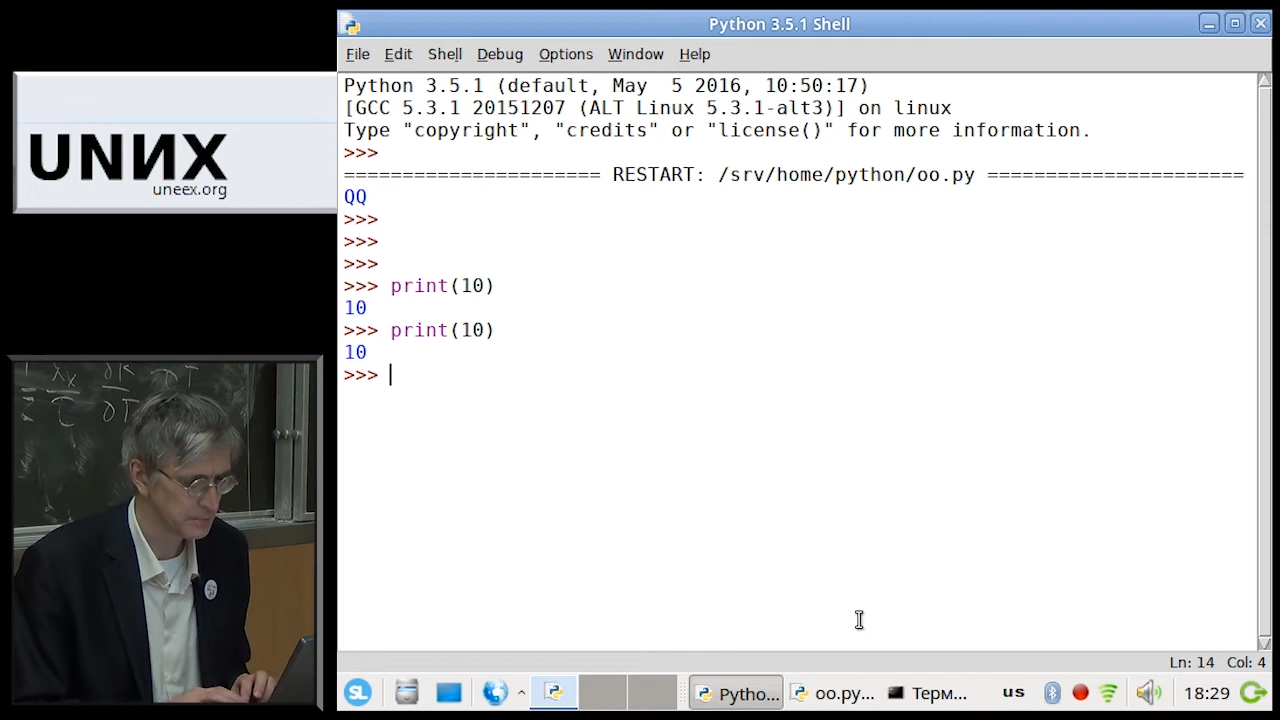 Python 3.5.1 Shell
File Edit Shell Debug Options Window Help
Python 3.5.1 (default, May  5 2016, 10:50:17)
[GCC 5.3.1 20151207 (ALT Linux 5.3.1-alt3)] on linux
Type "copyright", "credits" or "license()" for more information.
>>>
====================== RESTART: /srv/home/python/oo.py ======================
QQ
>>>
>>>
>>>
>>> print(10)
10
>>> print(10)
10
>>>
Ln: 14 Col: 4
Pytho... oo.py... Терм... us 18:29
UNИX
uneex.org